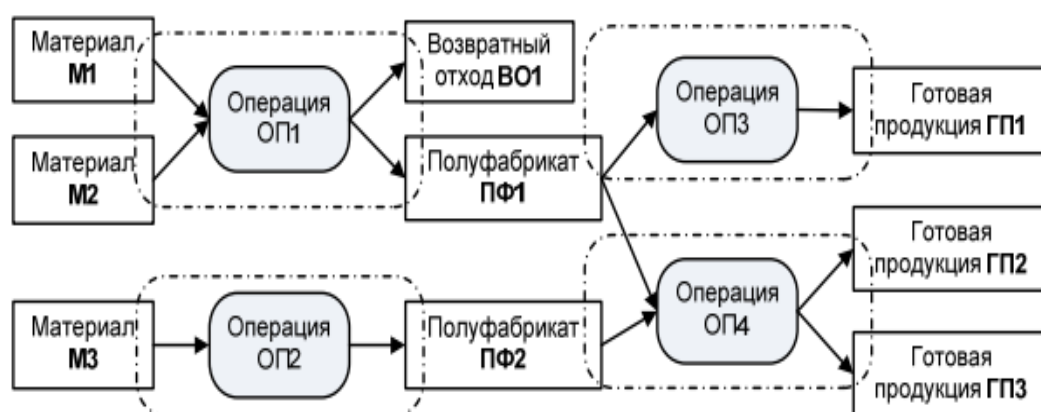 Материал
М1
Операция
ОП1
Возвратный
отход ВО1
Операция
ОП3
Готовая
продукция ГП1
Материал
М2
Полуфабрикат
ПФ1
Готовая
продукция ГП2
Операция
ОП4
Материал
М3
Операция
ОП2
Полуфабрикат
ПФ2
Готовая
продукция ГП3